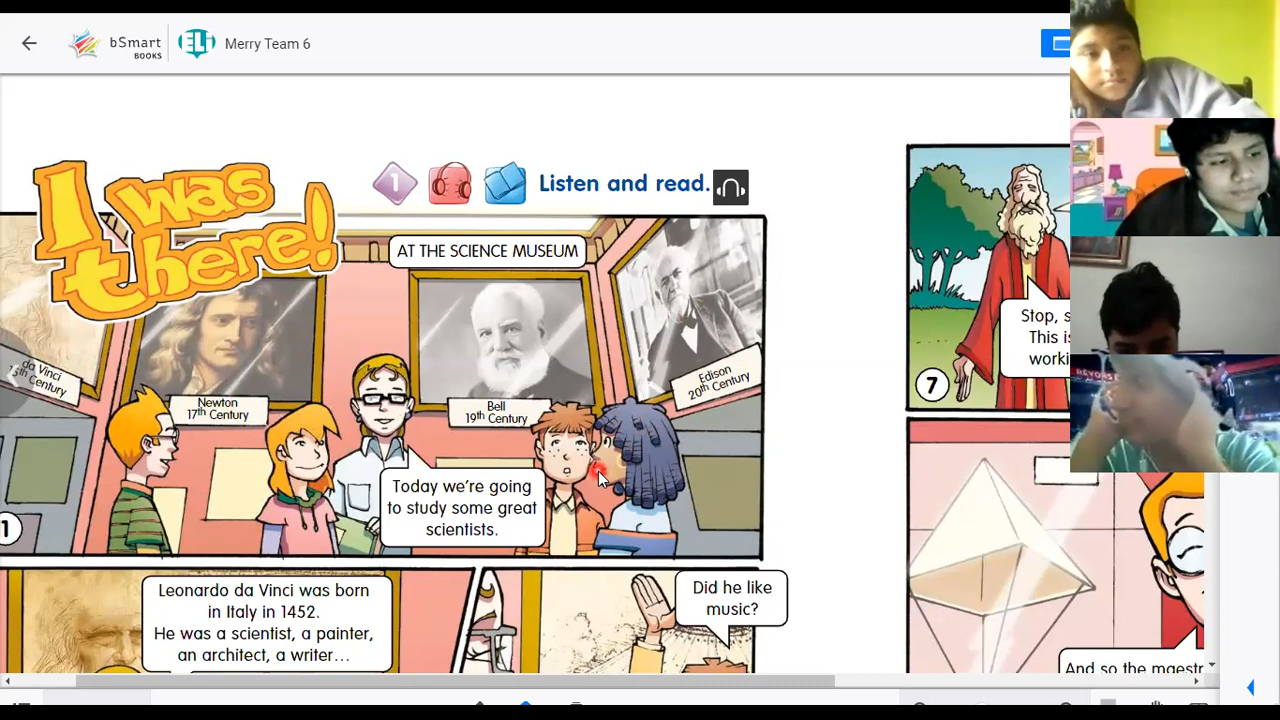 bSmart
BOOKS
ELi
Merry Team 6
I was
there!
1
Listen and read.
AT THE SCIENCE MUSEUM
da Vinci
15th Century
Newton
17th Century
Bell
19th Century
Edison
20th Century
Today we're going
to study some great
scientists.
1
Leonardo da Vinci was born
in Italy in 1452.
He was a scientist, a painter,
an architect, a writer...
Did he like
music?
Stop, s
This is
worki
7
And so the maestr